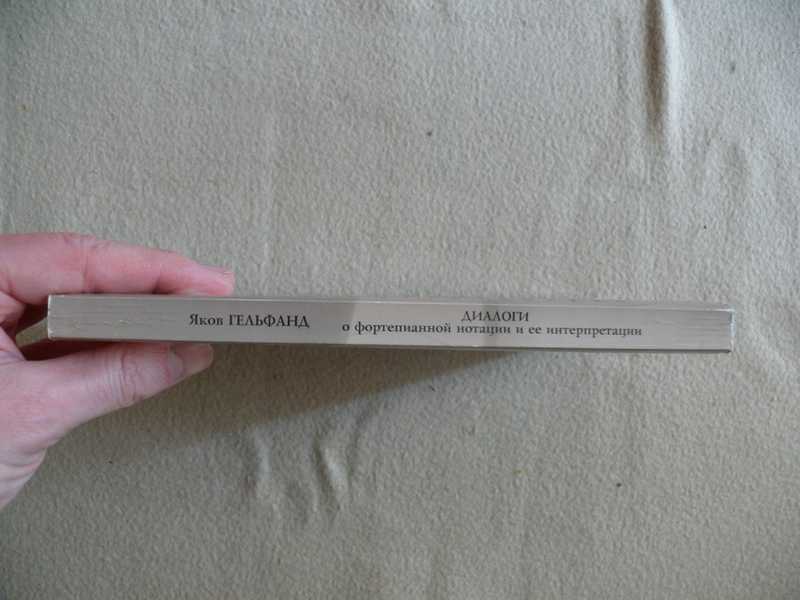 Яков ГЕЛЬФАНД
ДИАЛОГИ
о фортепианной нотации и ее интерпретации